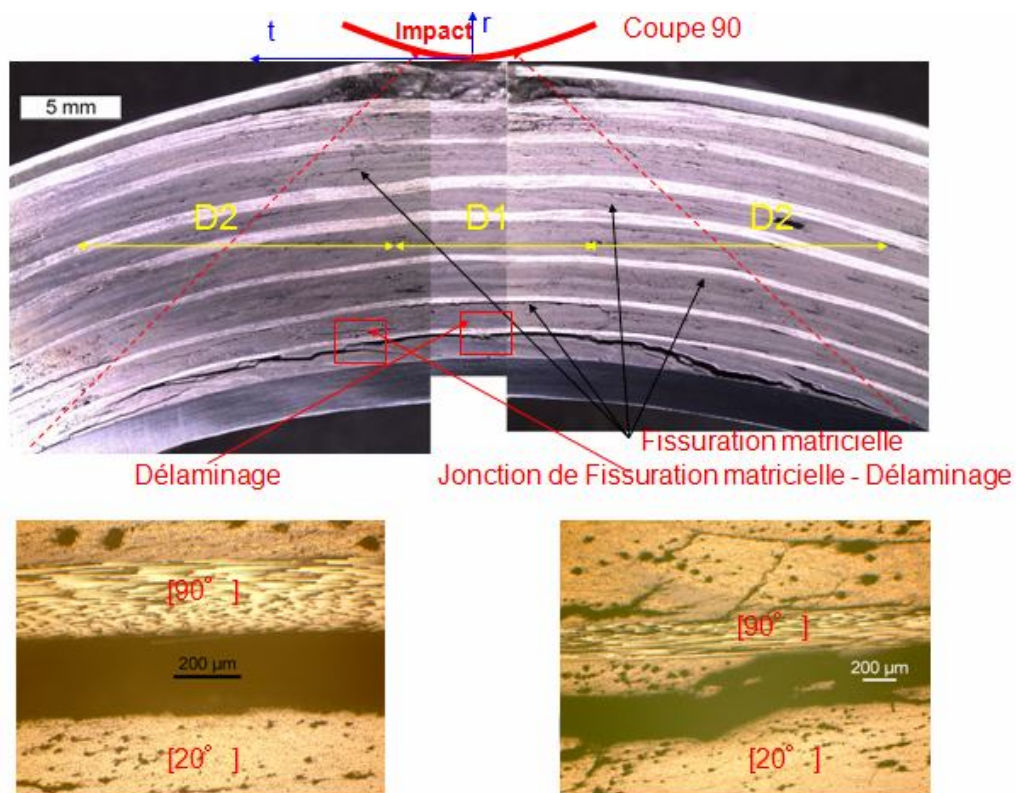 t
Impact
r
Coupe 90
5 mm
D2
D1
D2
Fissuration matricielle
Délaminage
Jonction de Fissuration matricielle - Délaminage
[90° ]
200 µm
[20° ]
[90° ]
200 µm
[20° ]